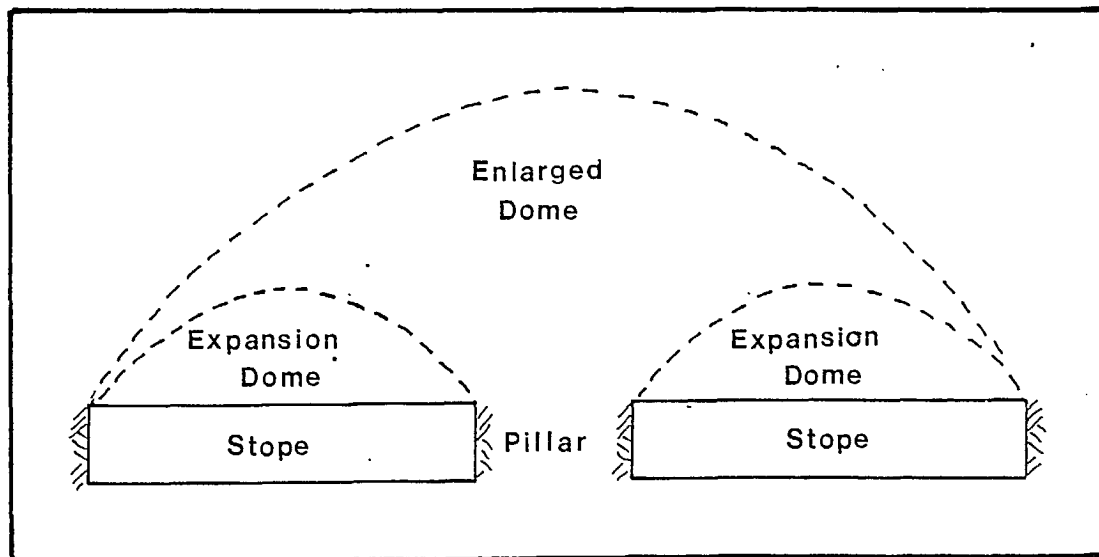 Enlarged
Dome
Expansion
Dome
Expansion
Dome
Stope
Pillar
Stope